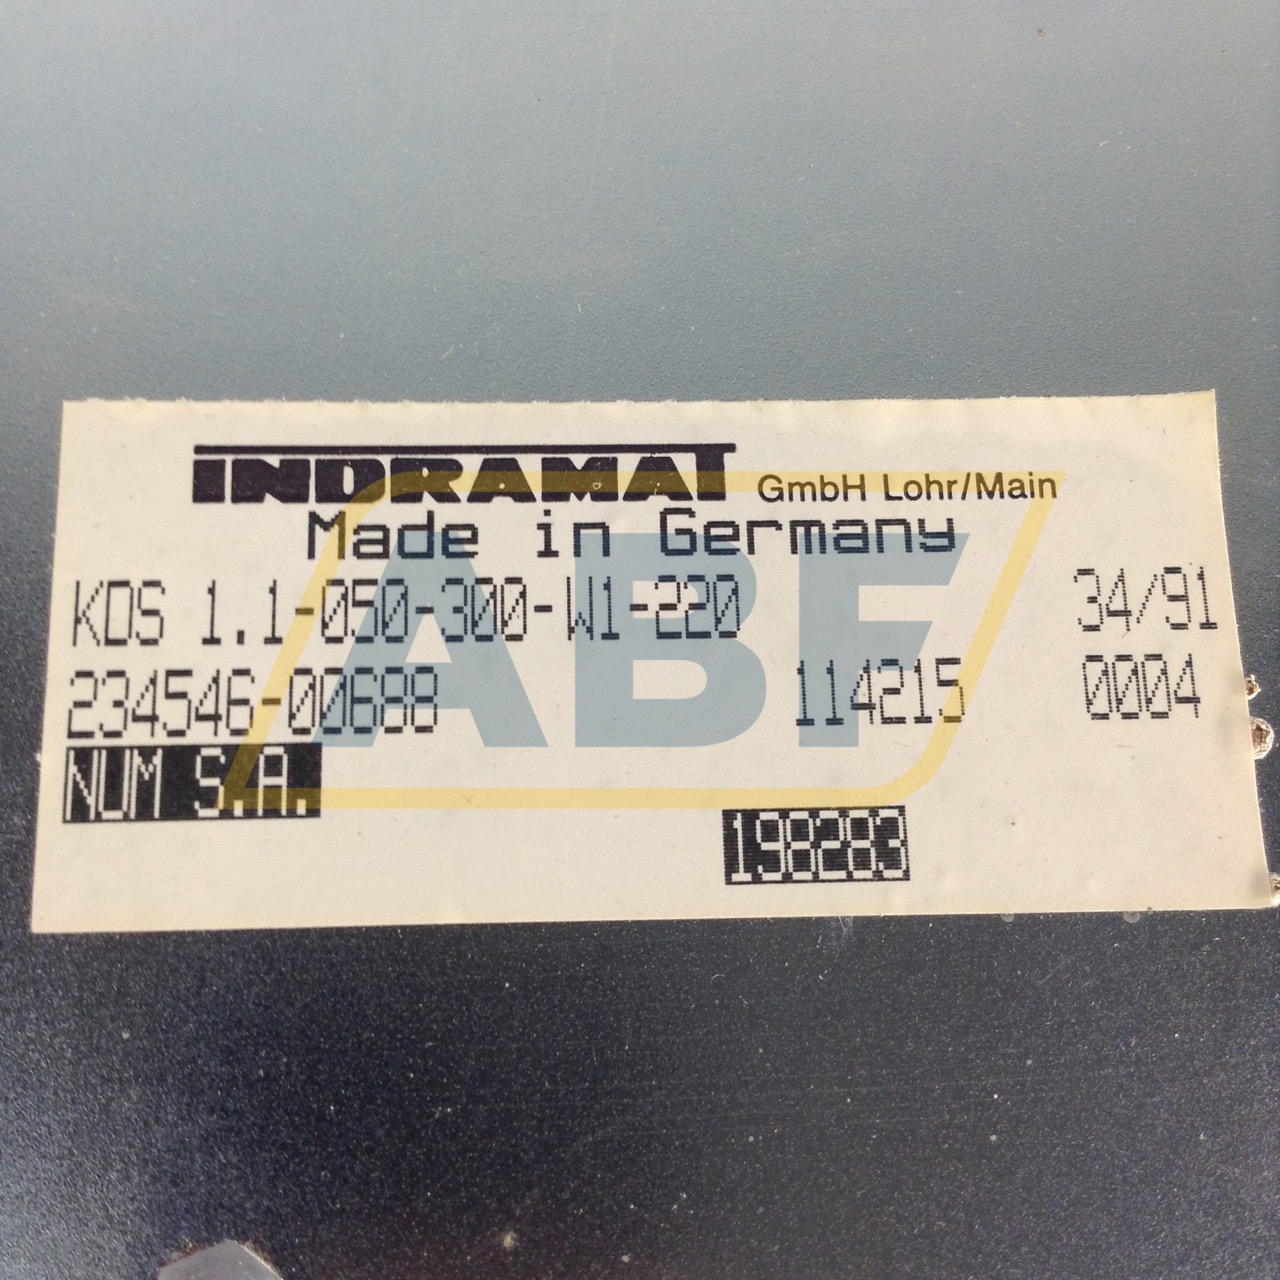 INDRAMAT GmbH Lohr/Main
Made in Germany
KDS 1.1-050-300-W1-220 34/91
234546-00688 114215 0004
NUM S.A.
198283
ABF